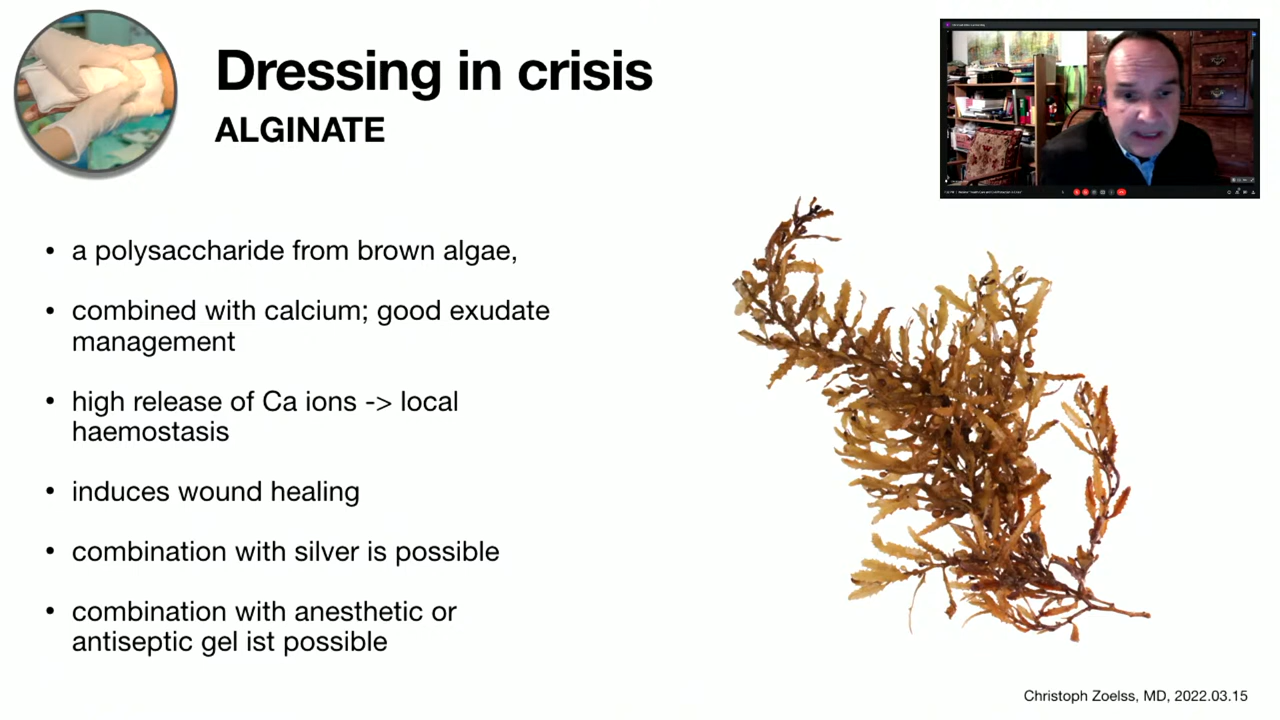 Dressing in crisis
ALGINATE
• a polysaccharide from brown algae,
• combined with calcium; good exudate
management
• high release of Ca ions -> local
haemostasis
• induces wound healing
• combination with silver is possible
• combination with anesthetic or
antiseptic gel ist possible
Christoph Zoelss, MD, 2022.03.15